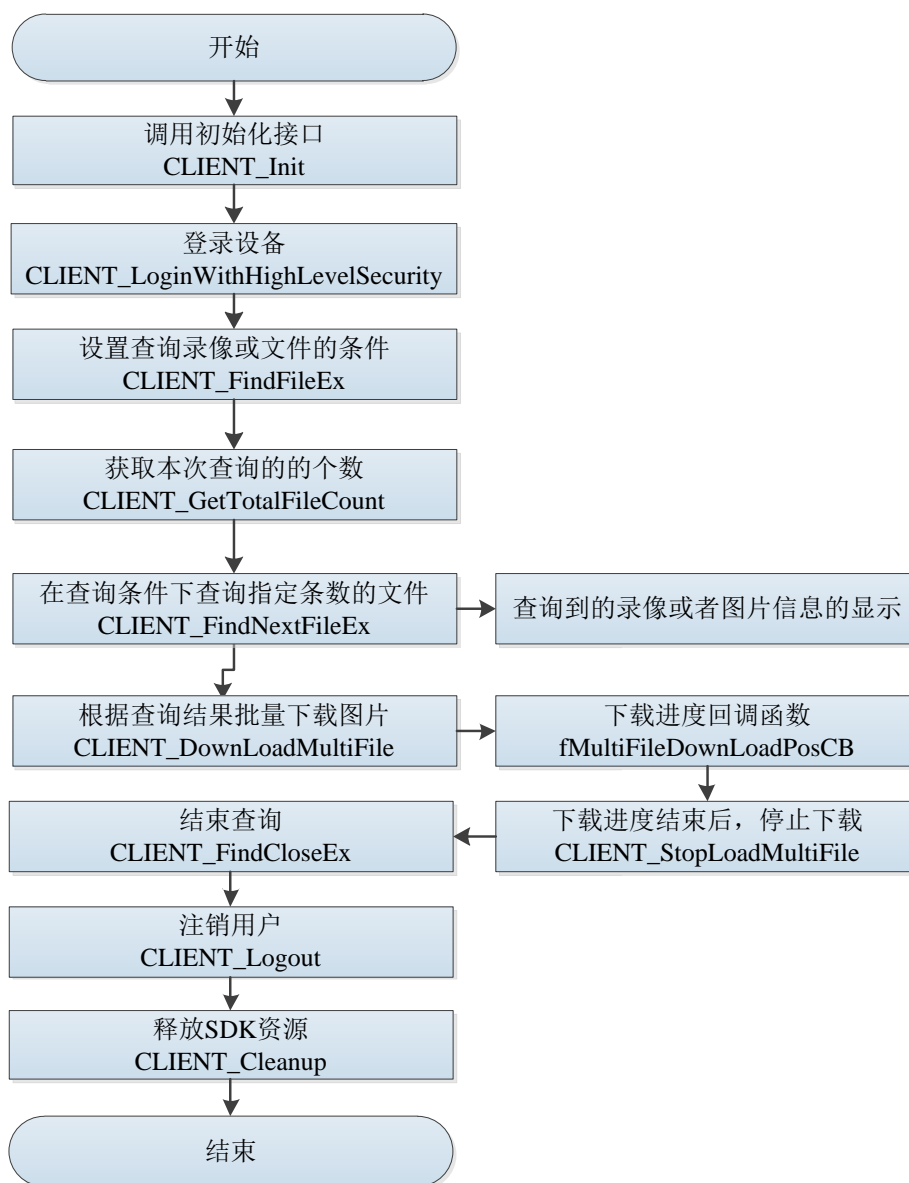 开始
调用初始化接口
CLIENT_Init
登录设备
CLIENT_LoginWithHighLevelSecurity
设置查询录像或文件的条件
CLIENT_FindFileEx
获取本次查询的的个数
CLIENT_GetTotalFileCount
在查询条件下查询指定条数的文件
CLIENT_FindNextFileEx
查询到的录像或者图片信息的显示
根据查询结果批量下载图片
CLIENT_DownLoadMultiFile
下载进度回调函数
fMultiFileDownLoadPosCB
下载进度结束后，停止下载
CLIENT_StopLoadMultiFile
结束查询
CLIENT_FindCloseEx
注销用户
CLIENT_Logout
释放SDK资源
CLIENT_Cleanup
结束